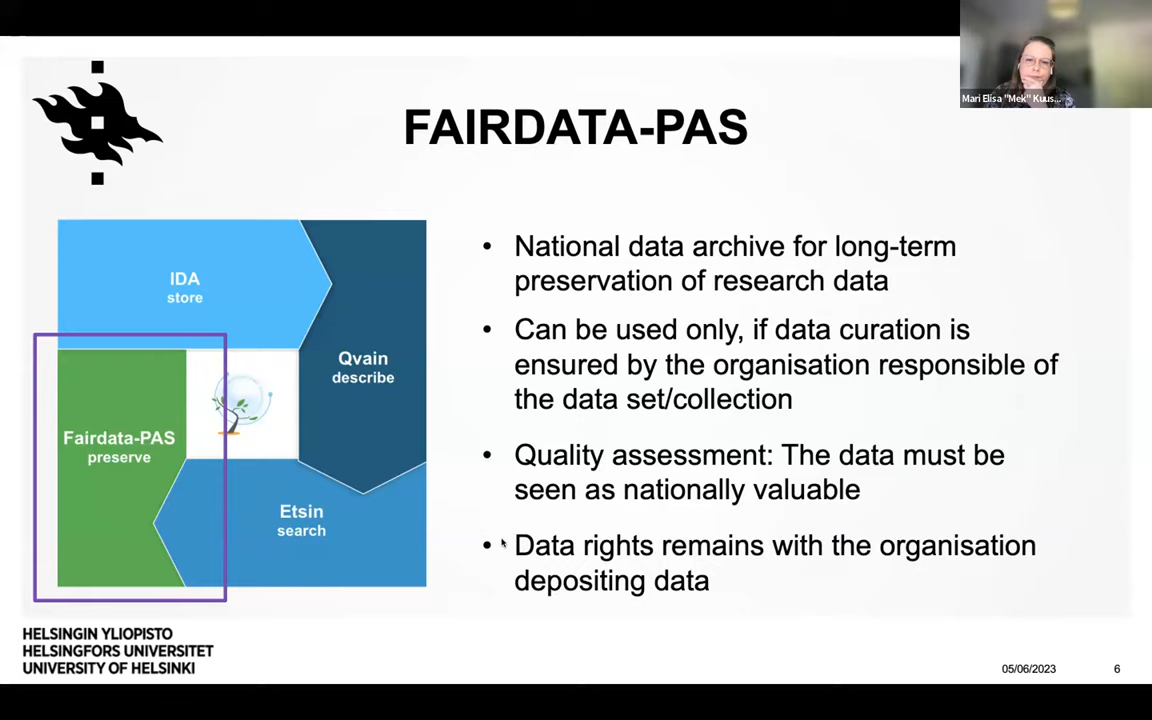 Mari Elisa "Mek" Kuus...
FAIRDATA-PAS
IDA
store
Qvain
describe
Fairdata-PAS
preserve
Etsin
search
• National data archive for long-term
preservation of research data
• Can be used only, if data curation is
ensured by the organisation responsible of
the data set/collection
• Quality assessment: The data must be
seen as nationally valuable
• Data rights remains with the organisation
depositing data
HELSINGIN YLIOPISTO
HELSINGFORS UNIVERSITET
UNIVERSITY OF HELSINKI
05/06/2023
6